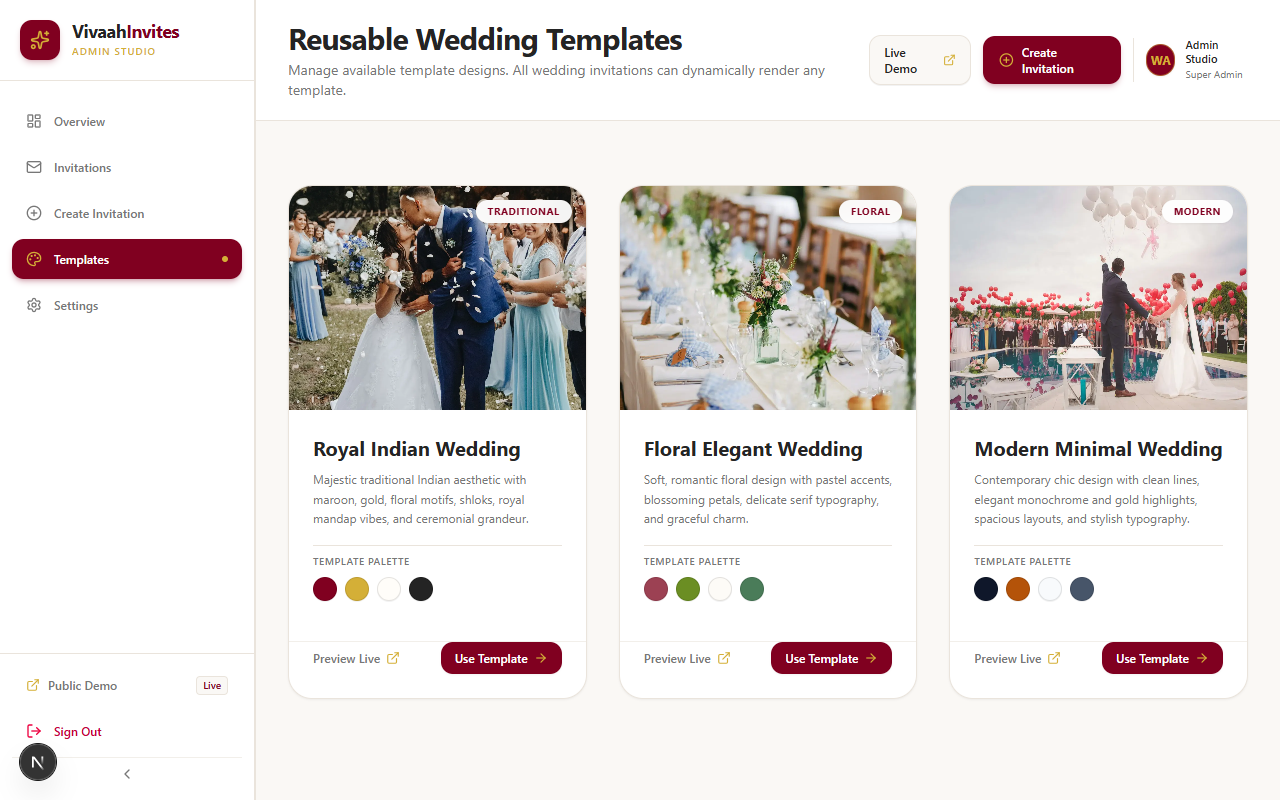 VivaahInvites
ADMIN STUDIO
Overview
Invitations
Create Invitation
Templates
Settings
Public Demo
Live
Sign Out
N
Reusable Wedding Templates
Manage available template designs. All wedding invitations can dynamically render any
template.
Live
Demo
Create
Invitation
WA
Admin
Studio
Super Admin
TRADITIONAL
Royal Indian Wedding
Majestic traditional Indian aesthetic with
maroon, gold, floral motifs, shloks, royal
mandap vibes, and ceremonial grandeur.
TEMPLATE PALETTE
Preview Live
Use Template
FLORAL
Floral Elegant Wedding
Soft, romantic floral design with pastel accents,
blossoming petals, delicate serif typography,
and graceful charm.
TEMPLATE PALETTE
Preview Live
Use Template
MODERN
Modern Minimal Wedding
Contemporary chic design with clean lines,
elegant monochrome and gold highlights,
spacious layouts, and stylish typography.
TEMPLATE PALETTE
Preview Live
Use Template